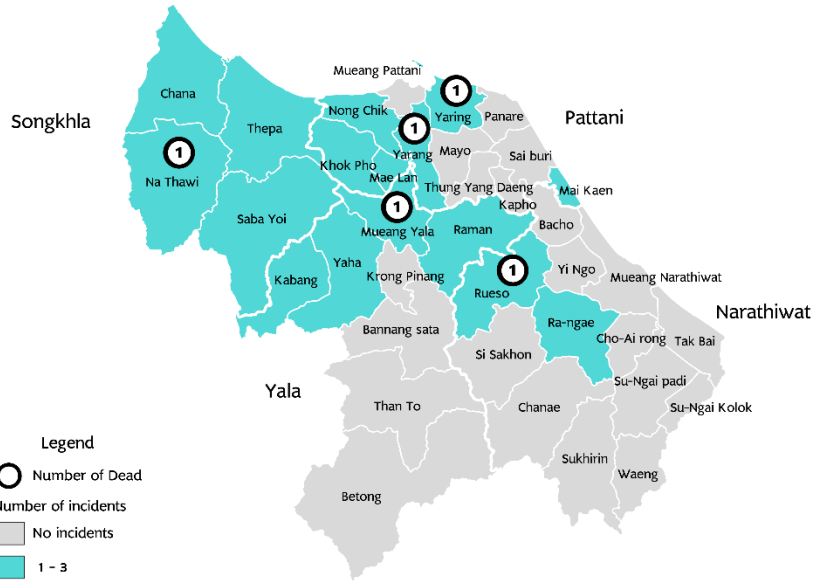 Mueang Pattani
Chana
Nong Chik
1
Yaring
Panare
Pattani
Songkhla
Thepa
1
Yarang
Mayo
Sai buri
1
Na Thawi
Khok Pho
Mae Lan
Thung Yang Daeng
Mai Kaen
Kapho
1
Saba Yoi
Mueang Yala
Raman
Bacho
Kabang
Yaha
Krong Pinang
1
Rueso
Yi Ngo
Mueang Narathiwat
Narathiwat
Bannang sata
Ra-ngae
Cho-Ai rong
Tak Bai
Si Sakhon
Su-Ngai padi
Yala
Than To
Chanae
Su-Ngai Kolok
Sukhirin
Waeng
Betong
Legend
Number of Dead
Number of incidents
No incidents
1 - 3